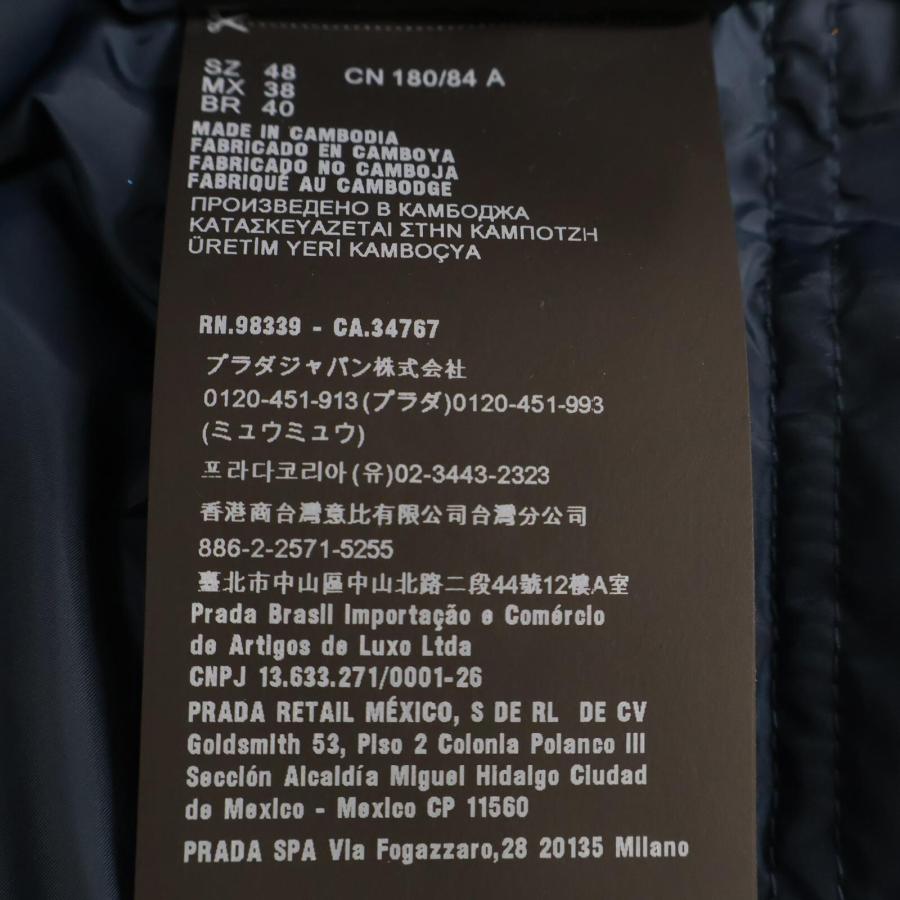 SZ 48 CN 180/84 A
MX 38
BR 40
MADE IN CAMBODIA
FABRICADO EN CAMBOYA
FABRICADO NO CAMBOJA
FABRIQUÉ AU CAMBODGE
ПРОИЗВЕДЕНО В КАМБОДЖА
ΚΑΤΑΣΚΕΥΑΖΕΤΑΙ ΣΤΗΝ ΚΑΜΠΟΤΖΗ
ÜRETİM YERİ KAMBOÇYA
RN.98339 - CA.34767
プラダジャパン株式会社
0120-451-913(プラダ)0120-451-993
(ミュウミュウ)
프라다코리아(유)02-3443-2323
香港商台灣意比有限公司台灣分公司
886-2-2571-5255
臺北市中山區中山北路二段44號12樓A室
Prada Brasil Importação e Comércio
de Artigos de Luxo Ltda
CNPJ 13.633.271/0001-26
PRADA RETAIL MÉXICO, S DE RL DE CV
Goldsmith 53, Piso 2 Colonia Polanco III
Sección Alcaldía Miguel Hidalgo Ciudad
de Mexico - Mexico CP 11560
PRADA SPA Via Fogazzaro,28 20135 Milano